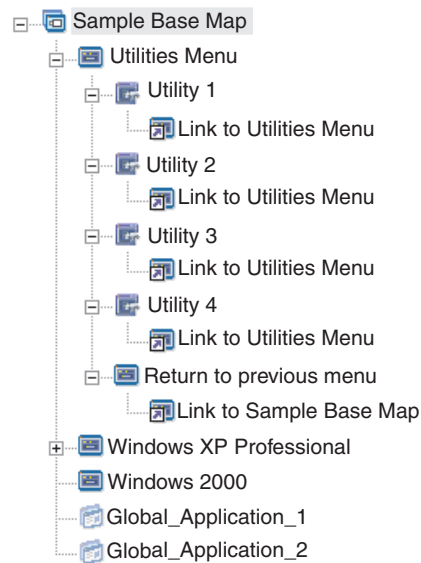 Sample Base Map
Utilities Menu
Utility 1
Link to Utilities Menu
Utility 2
Link to Utilities Menu
Utility 3
Link to Utilities Menu
Utility 4
Link to Utilities Menu
Return to previous menu
Link to Sample Base Map
Windows XP Professional
Windows 2000
Global_Application_1
Global_Application_2